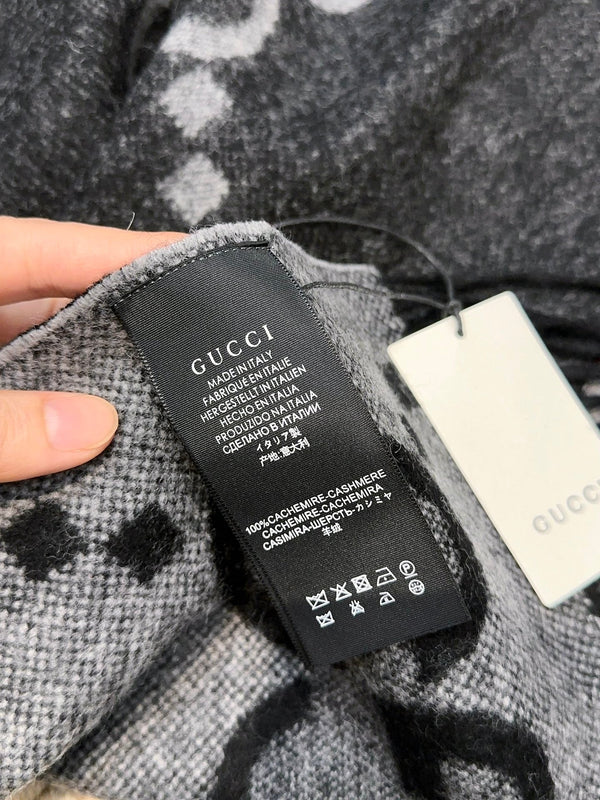 GUCCI
MADE IN ITALY
FABRIQUÉ EN ITALIE
HERGESTELLT IN ITALIEN
HECHO EN ITALIA
PRODUZIDO NA ITALIA
СДЕЛАНО В ИТАЛИИ
イタリア製
产地:意大利
100%CACHEMIRE-CASHMERE
CACHEMIRE-CACHEMIRA
CASIMIRA-ШЕРСТЬ-カシミヤ
羊绒
GUCCI